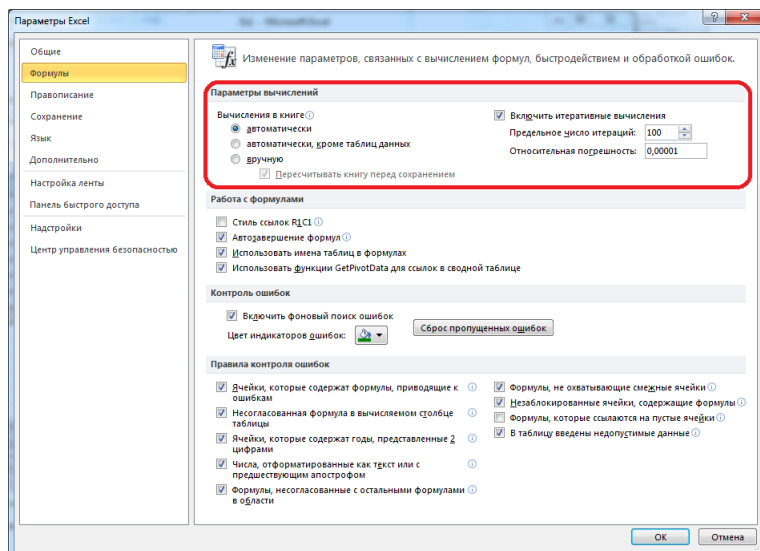 Параметры Excel
Общие
Формулы
Правописание
Сохранение
Язык
Дополнительно
Настройка ленты
Панель быстрого доступа
Надстройки
Центр управления безопасностью
Изменение параметров, связанных с вычислением формул, быстродействием и обработкой ошибок.
Параметры вычислений
Вычисления в книге
автоматически
автоматически, кроме таблиц данных
вручную
Пересчитывать книгу перед сохранением
Включить итеративные вычисления
Предельное число итераций: 100
Относительная погрешность: 0,00001
Работа с формулами
Стиль ссылок R1C1
Автозавершение формул
Использовать имена таблиц в формулах
Использовать функции GetPivotData для ссылок в сводной таблице
Контроль ошибок
Включить фоновый поиск ошибок
Цвет индикаторов ошибок:
Сброс пропущенных ошибок
Правила контроля ошибок
Ячейки, которые содержат формулы, приводящие к
ошибкам
Несогласованная формула в вычисляемом столбце
таблицы
Ячейки, которые содержат годы, представленные 2
цифрами
Числа, отформатированные как текст или с
предшествующим апострофом
Формулы, несогласованные с остальными формулами
в области
Формулы, не охватывающие смежные ячейки
Незаблокированные ячейки, содержащие формулы
Формулы, которые ссылаются на пустые ячейки
В таблицу введены недопустимые данные
ОК
Отмена